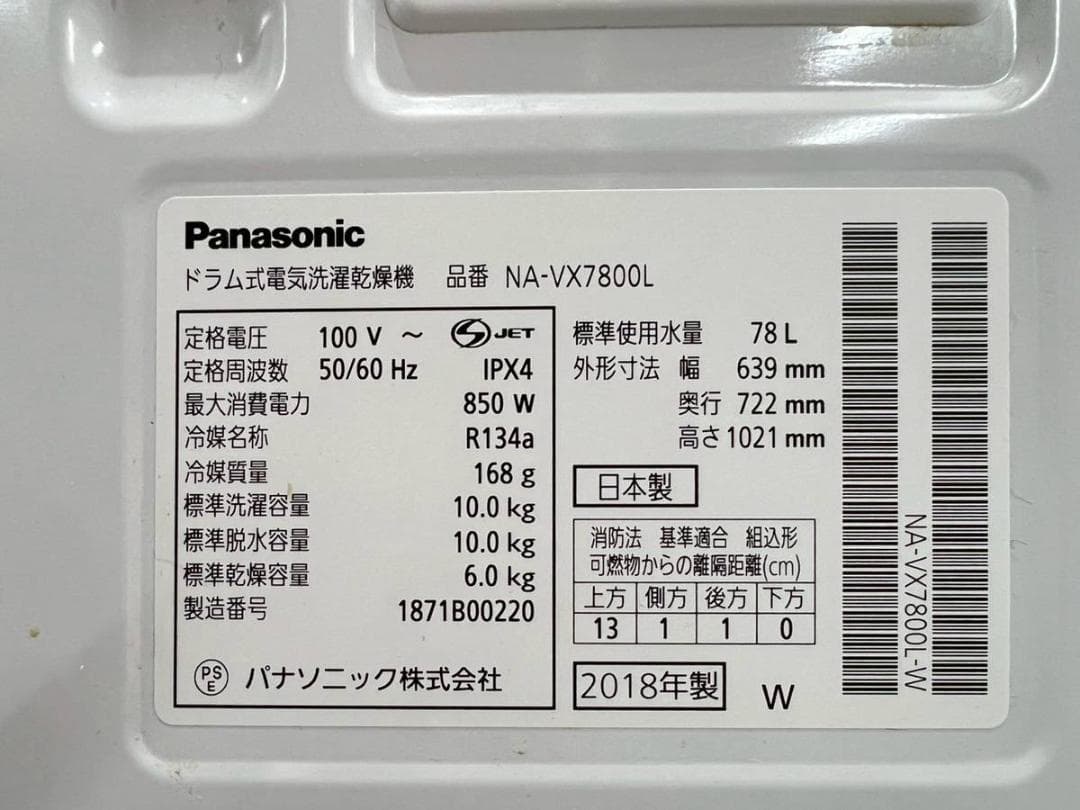 Panasonic
ドラム式電気洗濯乾燥機 品番 NA-VX7800L
定格電圧 100 V ～ S JET
定格周波数 50/60 Hz IPX4
最大消費電力 850 W
冷媒名称 R134a
冷媒質量 168 g
標準洗濯容量 10.0 kg
標準脱水容量 10.0 kg
標準乾燥容量 6.0 kg
製造番号 1871B00220
PS E パナソニック株式会社
標準使用水量 78 L
外形寸法 幅 639 mm
奥行 722 mm
高さ 1021 mm
日本製
消防法 基準適合 組込形
可燃物からの離隔距離(cm)
上方 側方 後方 下方
13 1 1 0
2018年製 W
NA-VX7800L-W